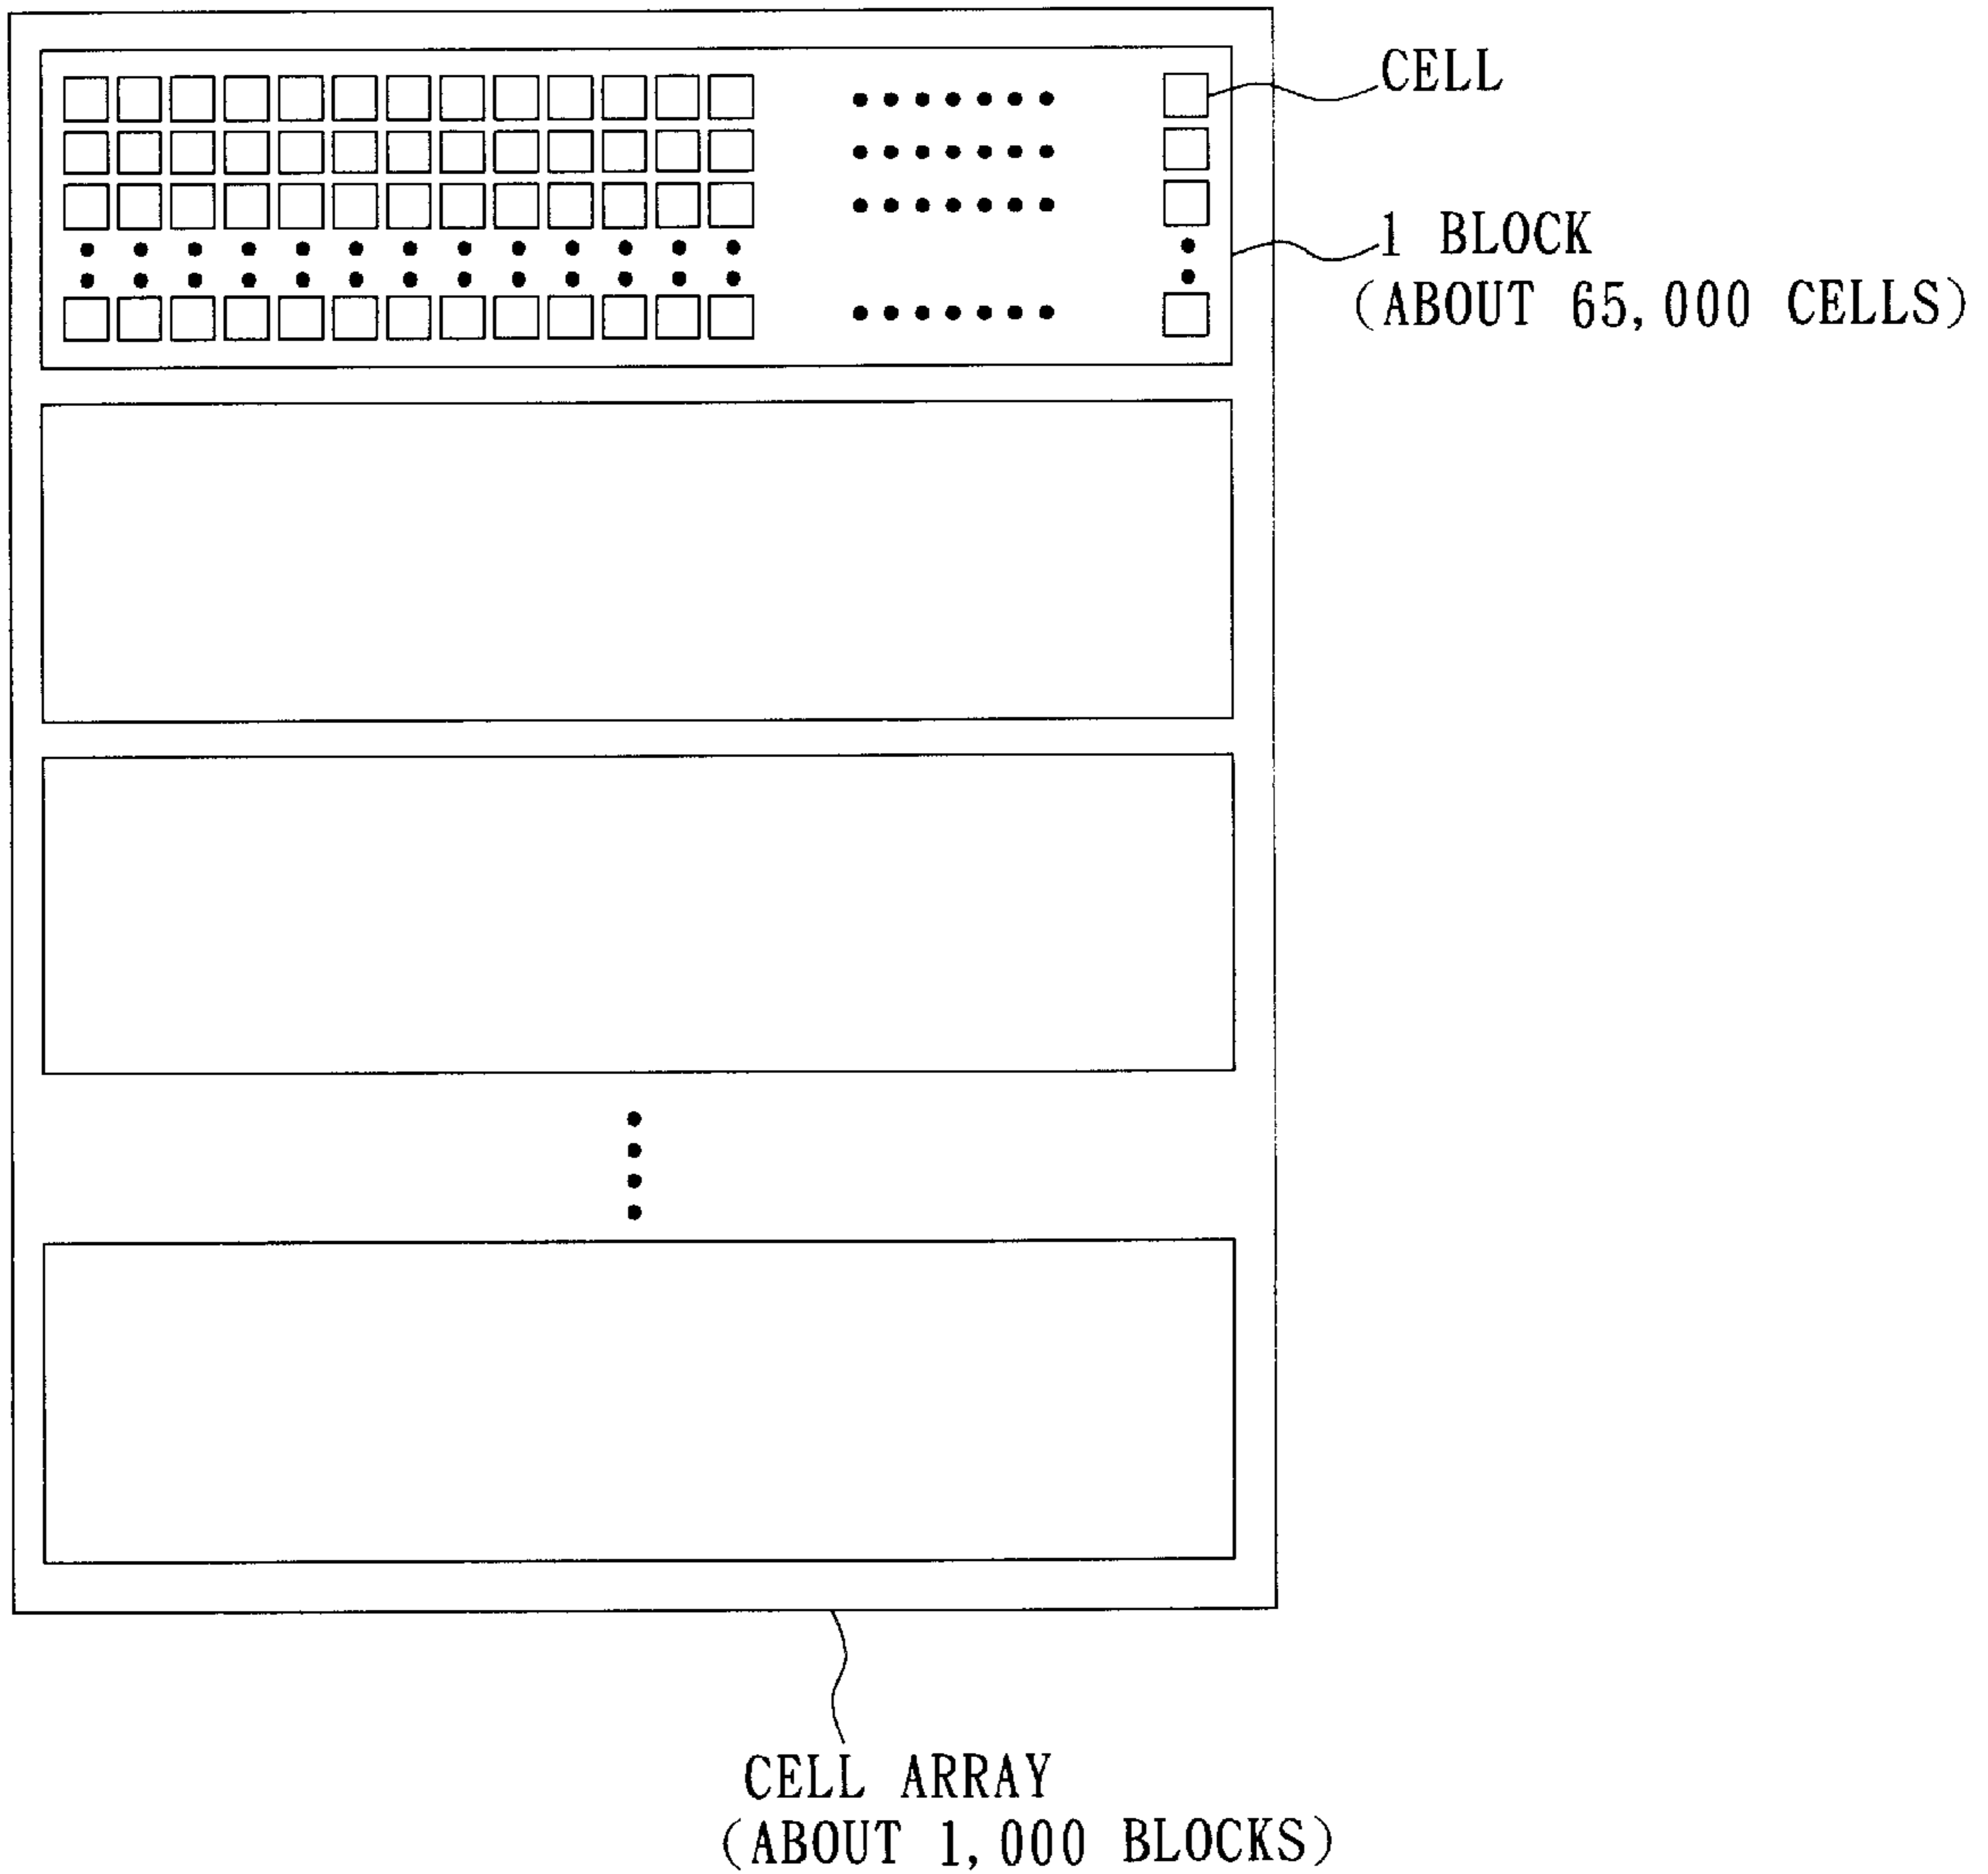 CELL
1 BLOCK
(ABOUT 65,000 CELLS)
CELL ARRAY
(ABOUT 1,000 BLOCKS)